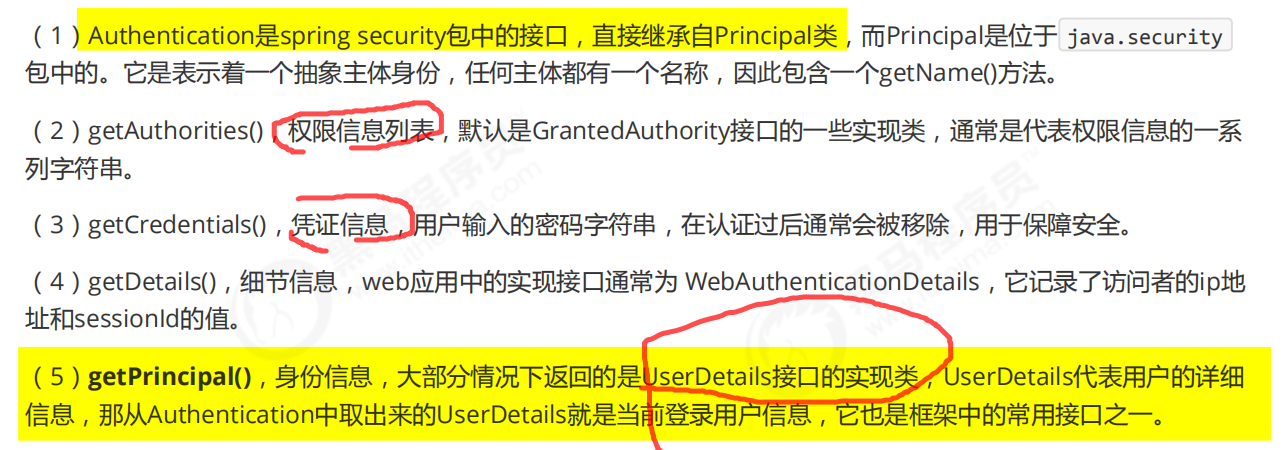 （1）Authentication是spring security包中的接口，直接继承自Principal类，而Principal是位于 java.security
包中的。它是表示着一个抽象主体身份，任何主体都有一个名称，因此包含一个getName()方法。
（2）getAuthorities()，权限信息列表，默认是GrantedAuthority接口的一些实现类，通常是代表权限信息的一系
列字符串。
（3）getCredentials()，凭证信息，用户输入的密码字符串，在认证过后通常会被移除，用于保障安全。
（4）getDetails()，细节信息，web应用中的实现接口通常为 WebAuthenticationDetails，它记录了访问者的ip地
址和sessionId的值。
（5）getPrincipal()，身份信息，大部分情况下返回的是UserDetails接口的实现类，UserDetails代表用户的详细
信息，那从Authentication中取出来的UserDetails就是当前登录用户信息，它也是框架中的常用接口之一。